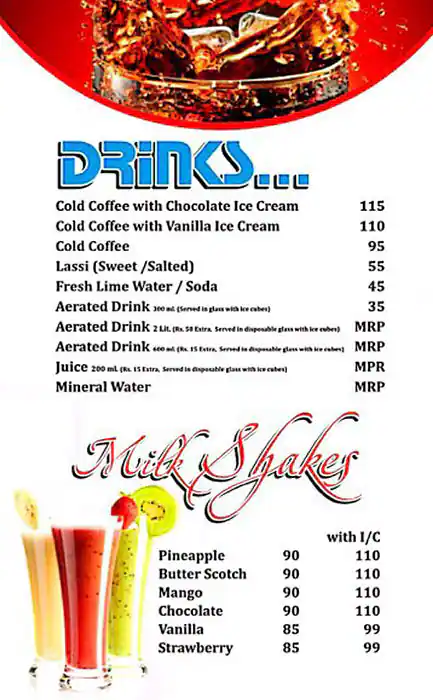 DRINKS...
Cold Coffee with Chocolate Ice Cream 115
Cold Coffee with Vanilla Ice Cream 110
Cold Coffee 95
Lassi (Sweet /Salted) 55
Fresh Lime Water / Soda 45
Aerated Drink 300 ml. (Served in glass with ice cubes) 35
Aerated Drink 2 Lit. (Rs. 50 Extra, Served in disposable glass with ice cubes) MRP
Aerated Drink 600 ml. (Rs. 15 Extra, Served in disposable glass with ice cubes) MRP
Juice 200 ml. (Rs. 15 Extra, Served in disposable glass with ice cubes) MPR
Mineral Water MRP
Milk Shakes
with I/C
Pineapple 90 110
Butter Scotch 90 110
Mango 90 110
Chocolate 90 110
Vanilla 85 99
Strawberry 85 99